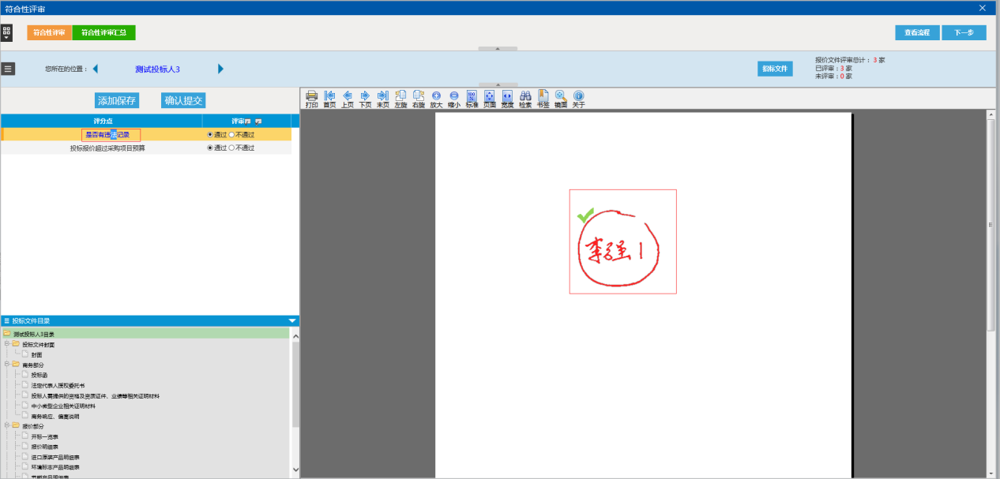 符合性评审
符合性评审 符合性评审汇总 查看流程 下一步
您所在的位置： 测试投标人3 招标文件
报价文件评审总计： 3 家
已评审：3 家
未评审：0 家
添加保存 确认提交
打印 首页 上页 下页 末页 左旋 右旋 放大 缩小 标准 页面 宽度 检索 书签 镜面 关于
评分点 评审
是否有违法记录 通过 不通过
投标报价超过采购项目预算 通过 不通过
李强1
投标文件目录
测试投标人3目录
投标文件封面
封面
商务部分
投标函
法定代表人授权委托书
投标人需提供的资格及资质证件、业绩等相关证明材料
中小微型企业相关证明材料
商务响应、偏离说明
报价部分
开标一览表
报价明细表
进口原装产品明细表
环境标志产品明细表
节能产品明细表